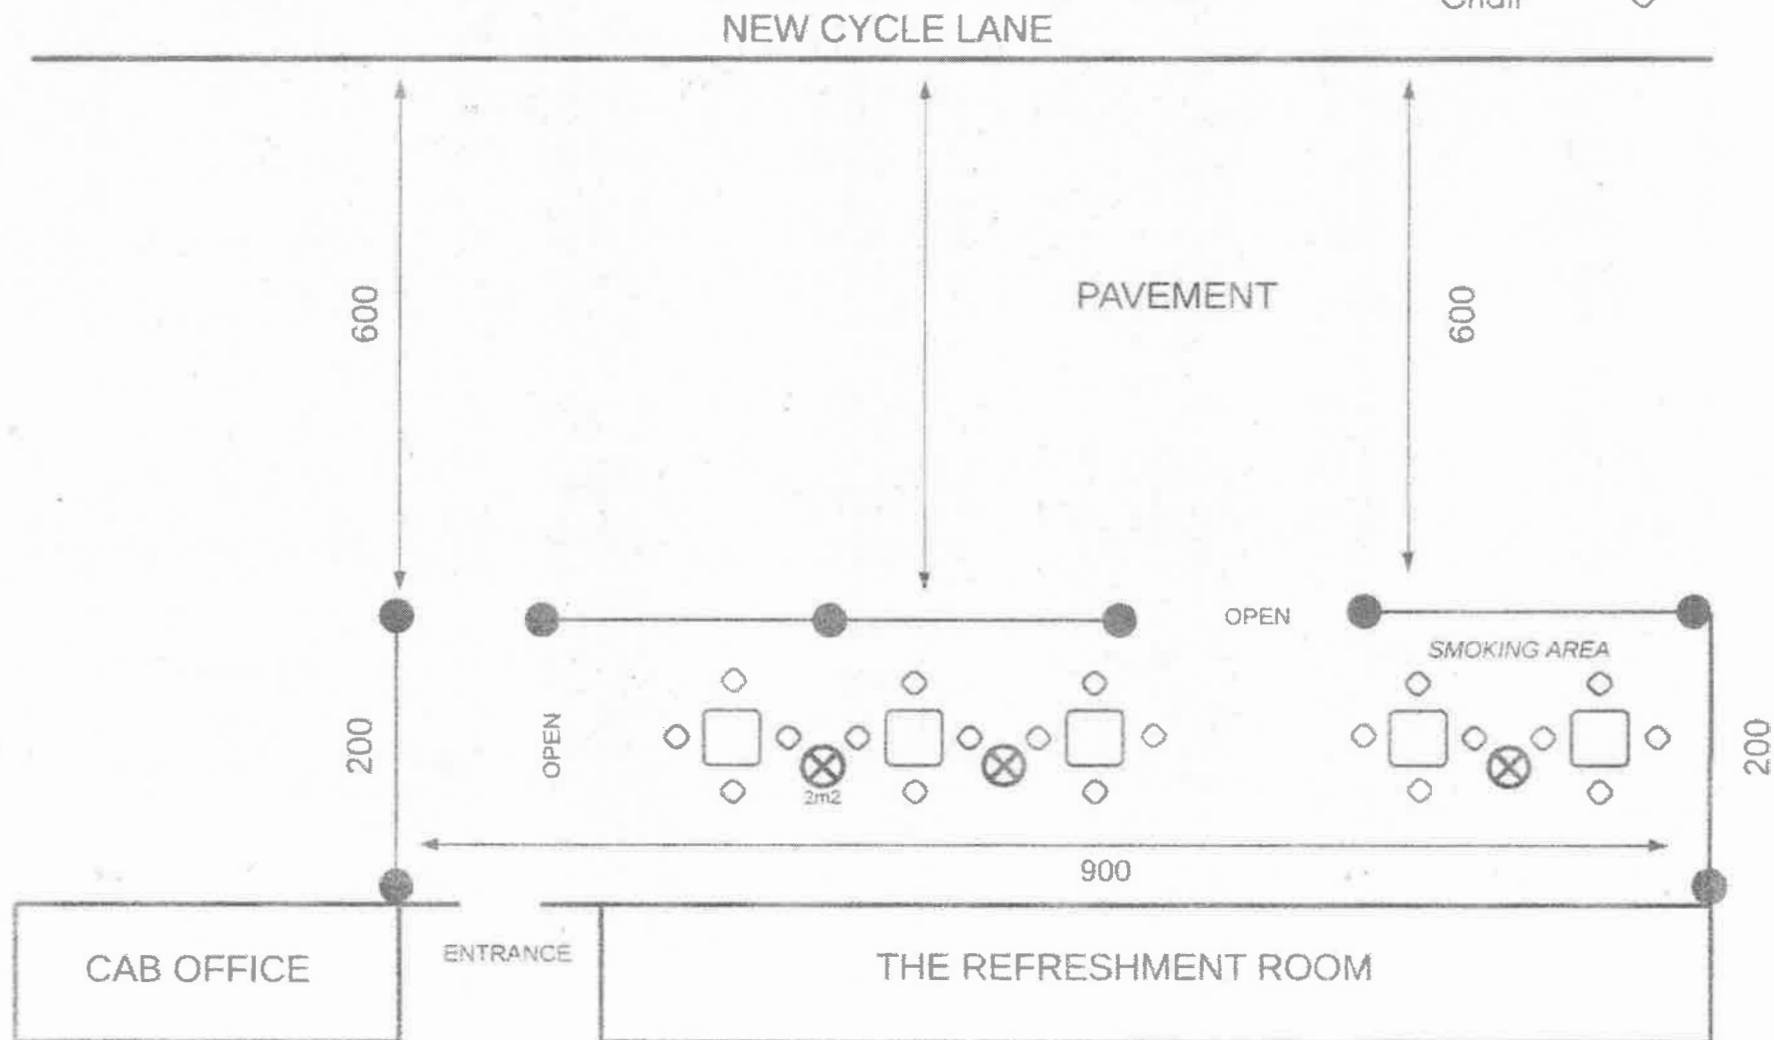 Chair
NEW CYCLE LANE
600
PAVEMENT
600
OPEN
SMOKING AREA
200
OPEN
200
2m2
900
CAB OFFICE
ENTRANCE
THE REFRESHMENT ROOM